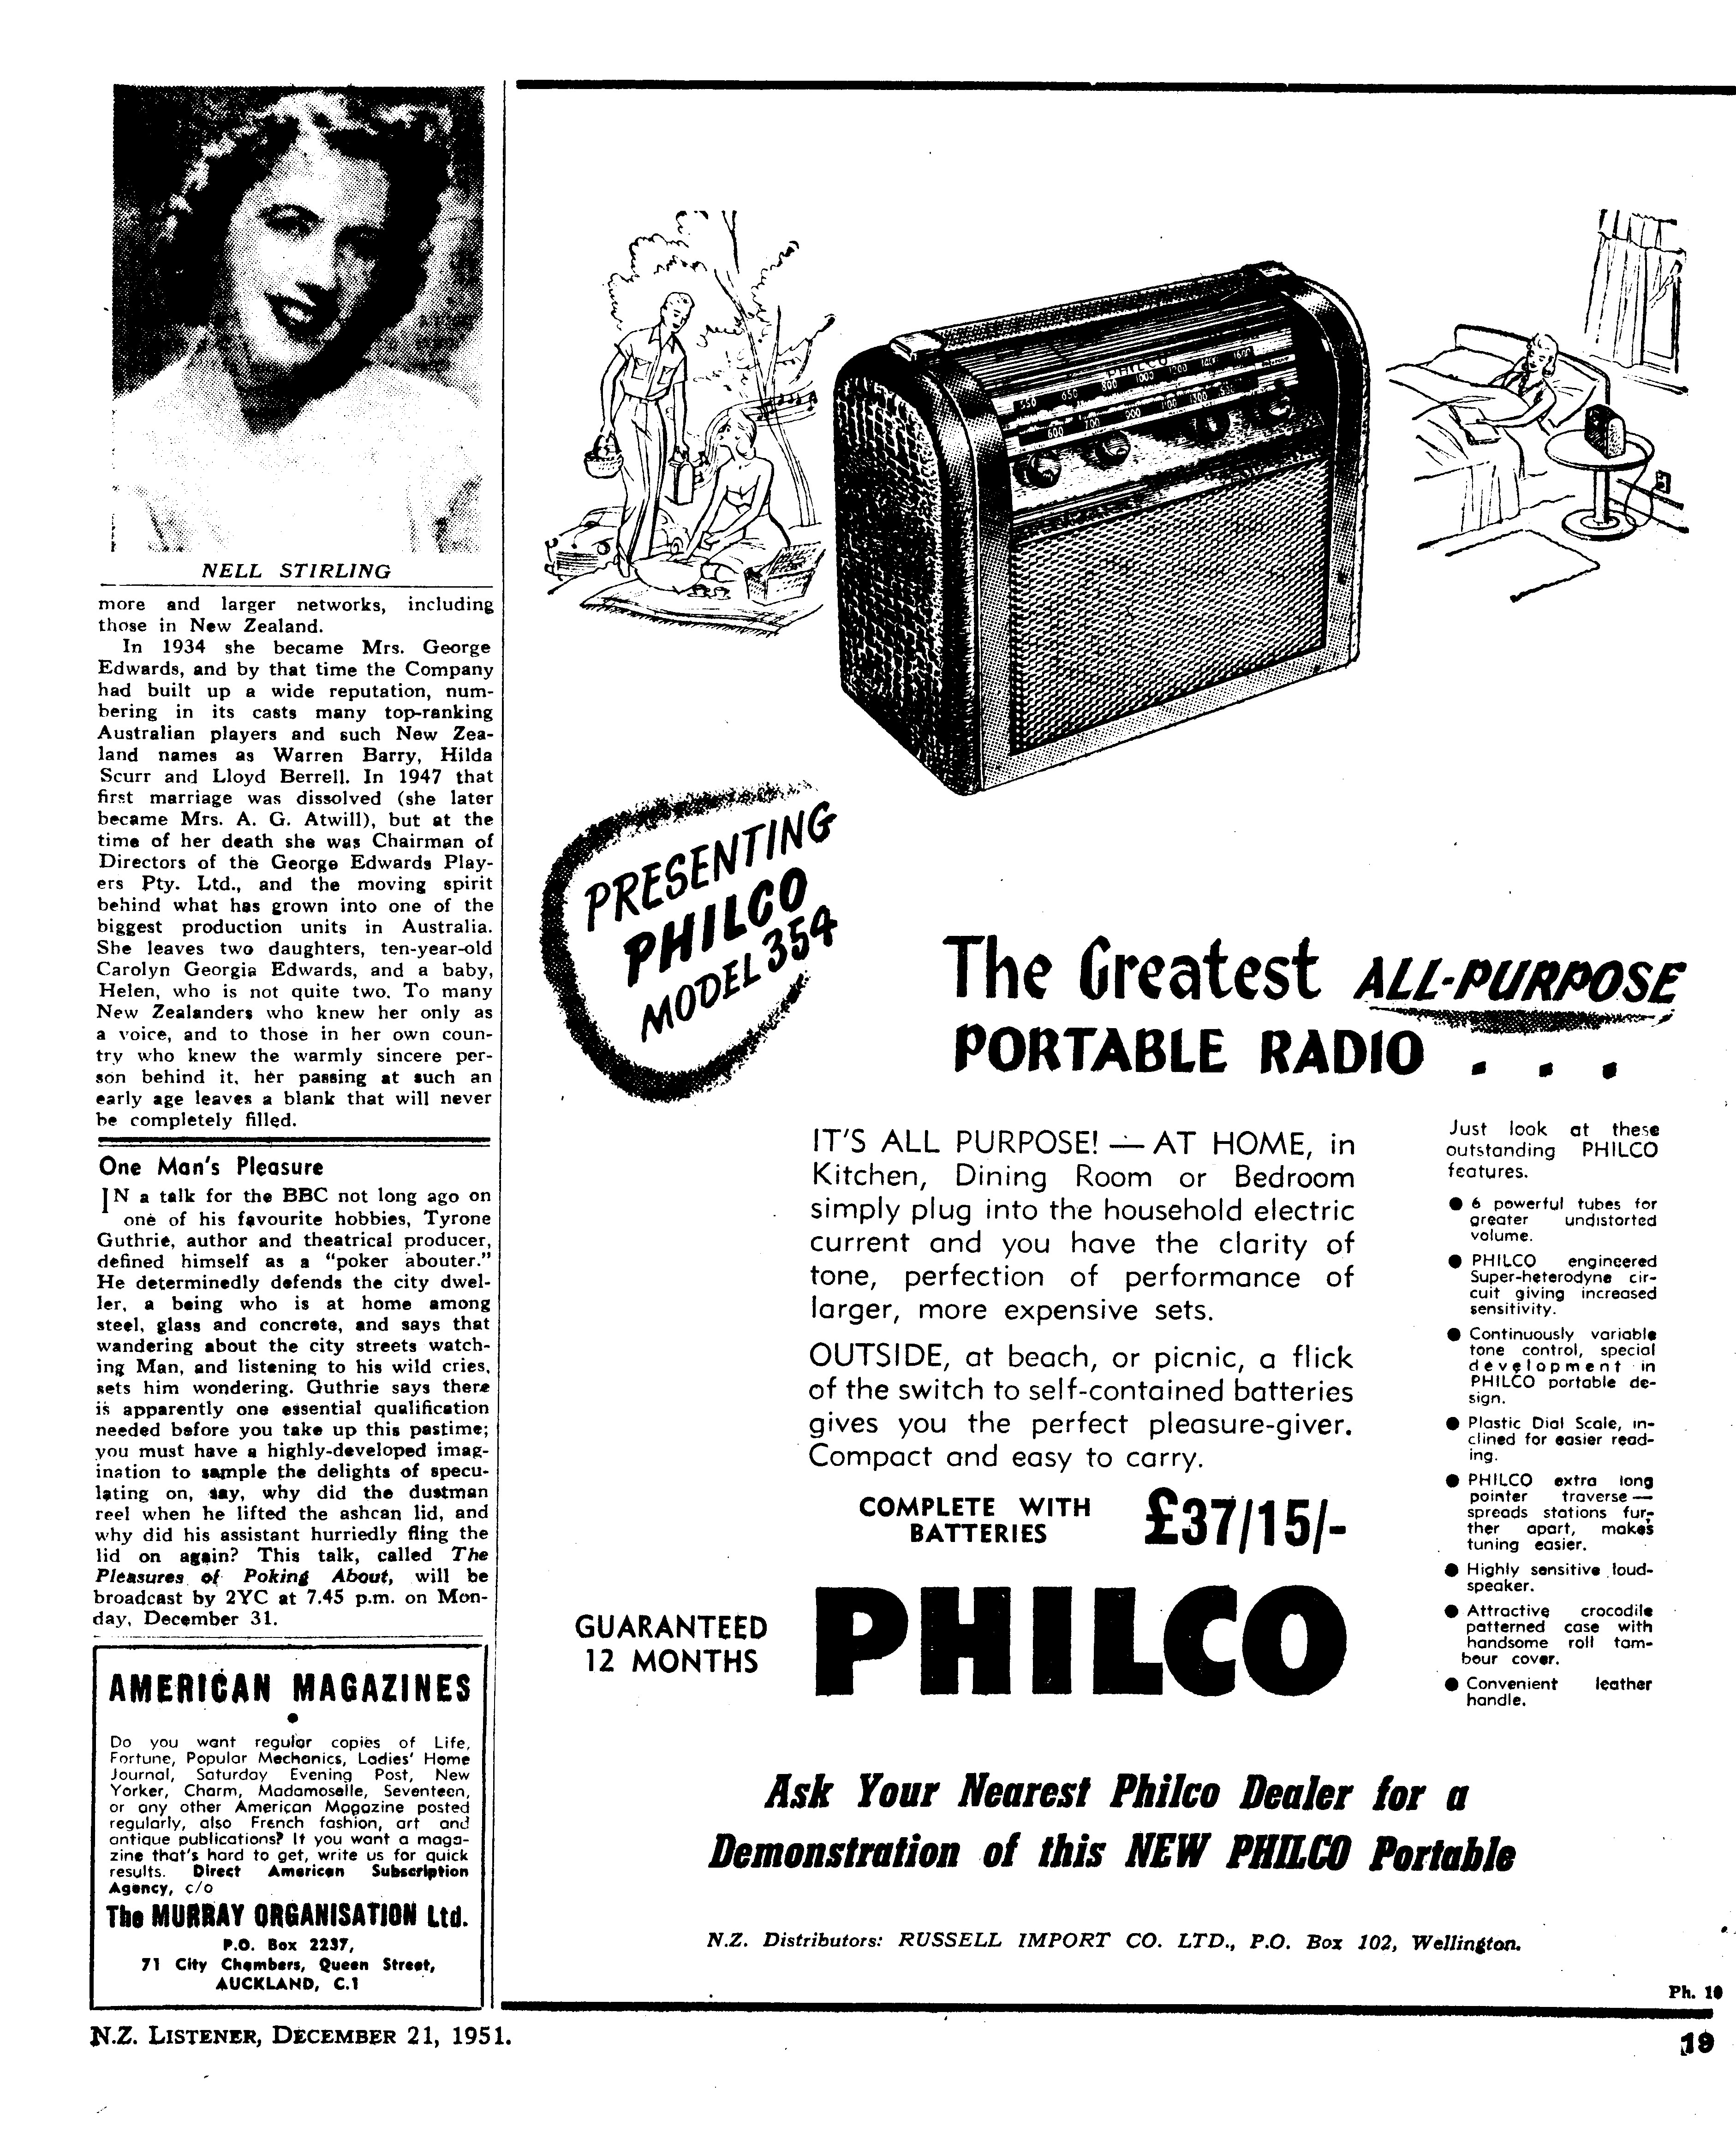 NELL STIRLING
more and larger networks, including
those in New Zealand.
In 1934 she became Mrs. George
Edwards, and by that time the Company
had built up a wide reputation, num-
bering in its casts many top-ranking
Australian players and such New Zea-
land names as Warren Barry, Hilda
Scurr and Lloyd Berrell. In 1947 that
first marriage was dissolved (she later
became Mrs. A. G. Atwill), but at the
time of her death she was Chairman of
Directors of the George Edwards Play-
ers Pty. Ltd., and the moving spirit
behind what has grown into one of the
biggest production units in Australia.
She leaves two daughters, ten-year-old
Carolyn Georgia Edwards, and a baby,
Helen, who is not quite two. To many
New Zealanders who knew her only as
a voice, and to those in her own coun-
try who knew the warmly sincere per-
son behind it, her passing at such an
early age leaves a blank that will never
be completely filled.
One Man's Pleasure
IN a talk for the BBC not long ago on
one of his favourite hobbies, Tyrone
Guthrie, author and theatrical producer,
defined himself as a "poker abouter."
He determinedly defends the city dwel-
ler, a being who is at home among
steel, glass and concrete, and says that
wandering about the city streets watch-
ing Man, and listening to his wild cries,
sets him wondering. Guthrie says there
is apparently one essential qualification
needed before you take up this pastime;
you must have a highly-developed imag-
ination to sample the delights of specu-
lating on, say, why did the dustman
reel when he lifted the ashcan lid, and
why did his assistant hurriedly fling the
lid on again? This talk, called The
Pleasures of Poking About, will be
broadcast by 2YC at 7.45 p.m. on Mon-
day, December 31.
AMERICAN MAGAZINES
Do you want regular copies of Life,
Fortune, Popular Mechanics, Ladies' Home
Journal, Saturday Evening Post, New
Yorker, Charm, Madamoselle, Seventeen,
or any other American Magazine posted
regularly, also French fashion, art and
antique publications? If you want a maga-
zine that's hard to get, write us for quick
results. Direct American Subscription
Agency, c/o
The MURRAY ORGANISATION Ltd.
P.O. Box 2237,
71 City Chambers, Queen Street,
AUCKLAND, C.1
PHILCO
550 650 800 1000 1200 1400 1600
600 700 900 1100 1300
PRESENTING
PHILCO
MODEL 354
The Greatest ALL-PURPOSE
PORTABLE RADIO . . .
IT'S ALL PURPOSE! — AT HOME, in
Kitchen, Dining Room or Bedroom
simply plug into the household electric
current and you have the clarity of
tone, perfection of performance of
larger, more expensive sets.
OUTSIDE, at beach, or picnic, a flick
of the switch to self-contained batteries
gives you the perfect pleasure-giver.
Compact and easy to carry.
COMPLETE WITH
BATTERIES
£37/15/-
GUARANTEED
12 MONTHS
PHILCO
Just look at these
outstanding PHILCO
features.
● 6 powerful tubes for
greater undistorted
volume.
● PHILCO engineered
Super-heterodyne cir-
cuit giving increased
sensitivity.
● Continuously variable
tone control, special
development in
PHILCO portable de-
sign.
● Plastic Dial Scale, in-
clined for easier read-
ing.
● PHILCO extra long
pointer traverse —
spreads stations fur-
ther apart, makes
tuning easier.
● Highly sensitive loud-
speaker.
● Attractive crocodile
patterned case with
handsome roll tam-
bour cover.
● Convenient leather
handle.
Ask Your Nearest Philco Dealer for a
Demonstration of this NEW PHILCO Portable
N.Z. Distributors: RUSSELL IMPORT CO. LTD., P.O. Box 102, Wellington.
Ph. 10
N.Z. LISTENER, DECEMBER 21, 1951.
19